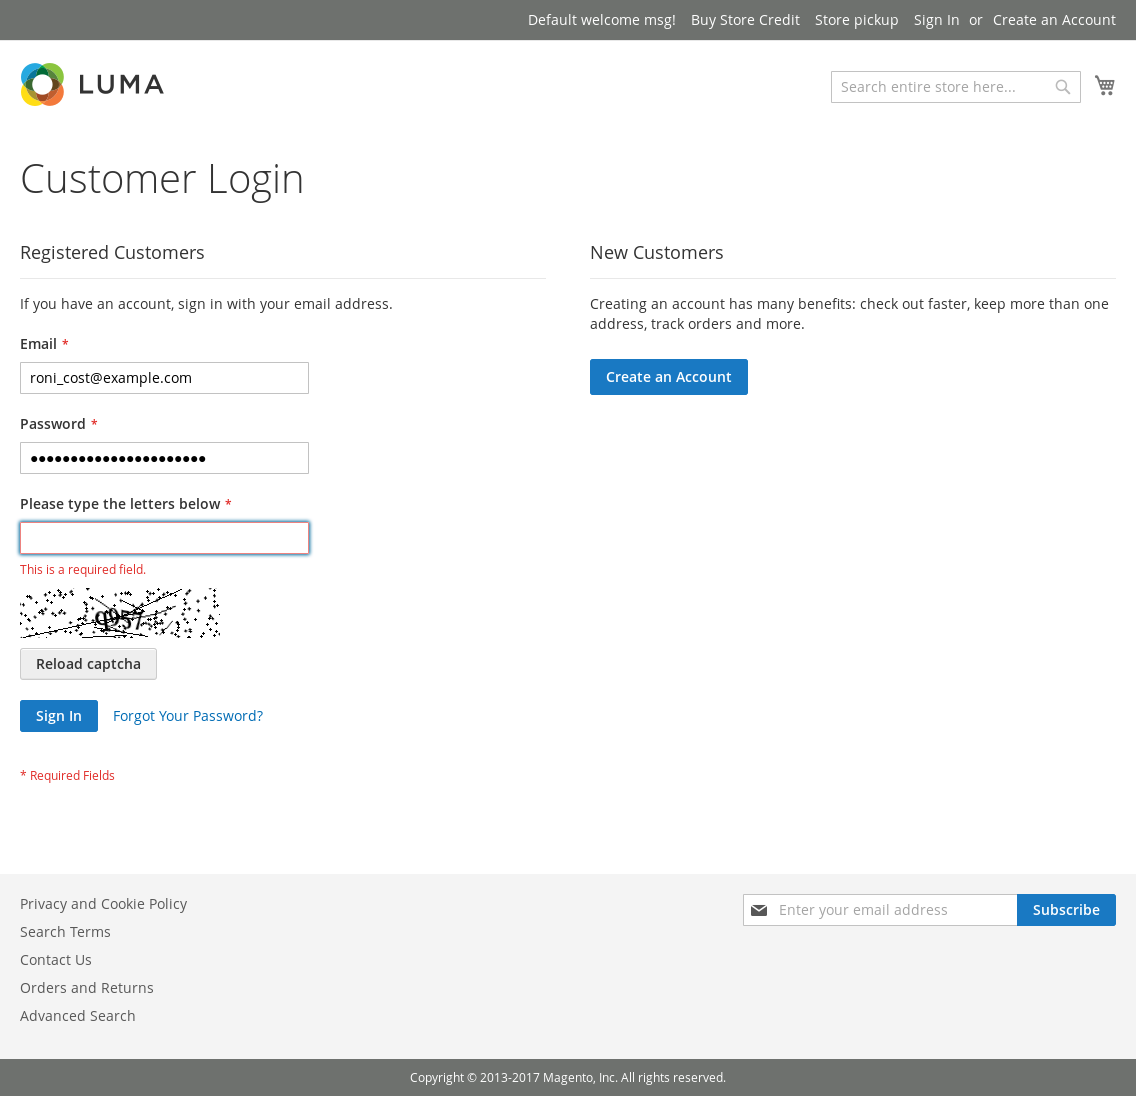 Default welcome msg! Buy Store Credit Store pickup Sign In or Create an Account
LUMA
Search entire store here...
Customer Login
Registered Customers
If you have an account, sign in with your email address.
Email *
roni_cost@example.com
Password *
Please type the letters below *
This is a required field.
Reload captcha
Sign In Forgot Your Password?
* Required Fields
New Customers
Creating an account has many benefits: check out faster, keep more than one
address, track orders and more.
Create an Account
Privacy and Cookie Policy
Search Terms
Contact Us
Orders and Returns
Advanced Search
Enter your email address
Subscribe
Copyright © 2013-2017 Magento, Inc. All rights reserved.